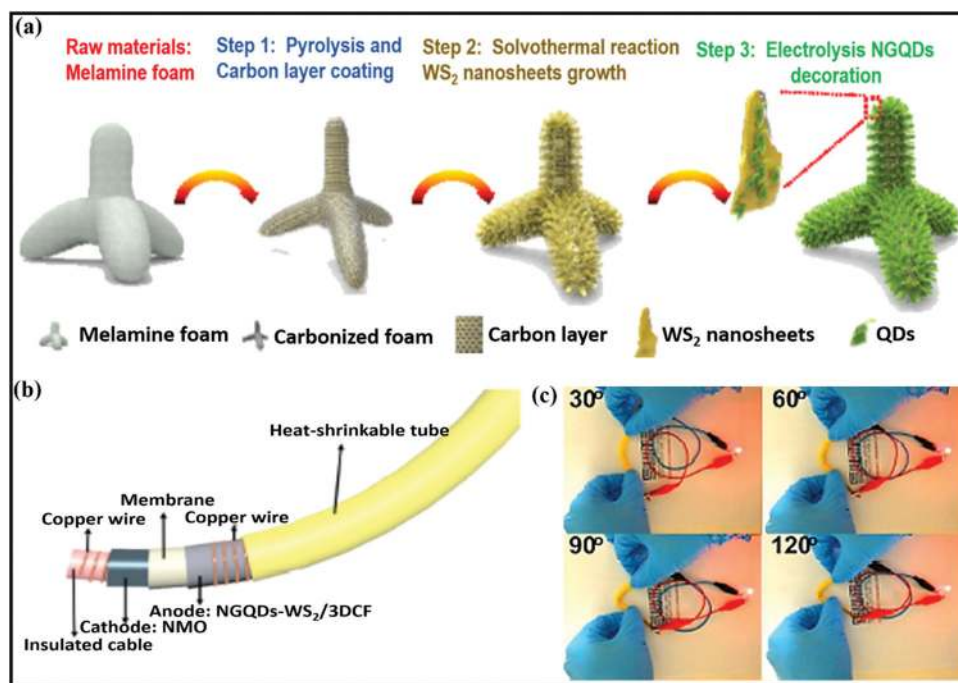 (a)
Raw materials:
Melamine foam
Step 1: Pyrolysis and
Carbon layer coating
Step 2: Solvothermal reaction
WS₂ nanosheets growth
Step 3: Electrolysis NGQDs
decoration
Melamine foam
Carbonized foam
Carbon layer
WS₂ nanosheets
QDs
(b)
Heat-shrinkable tube
Membrane
Copper wire
Copper wire
Anode: NGQDs-WS₂/3DCF
Cathode: NMO
Insulated cable
(c)
30º
60º
90º
120º